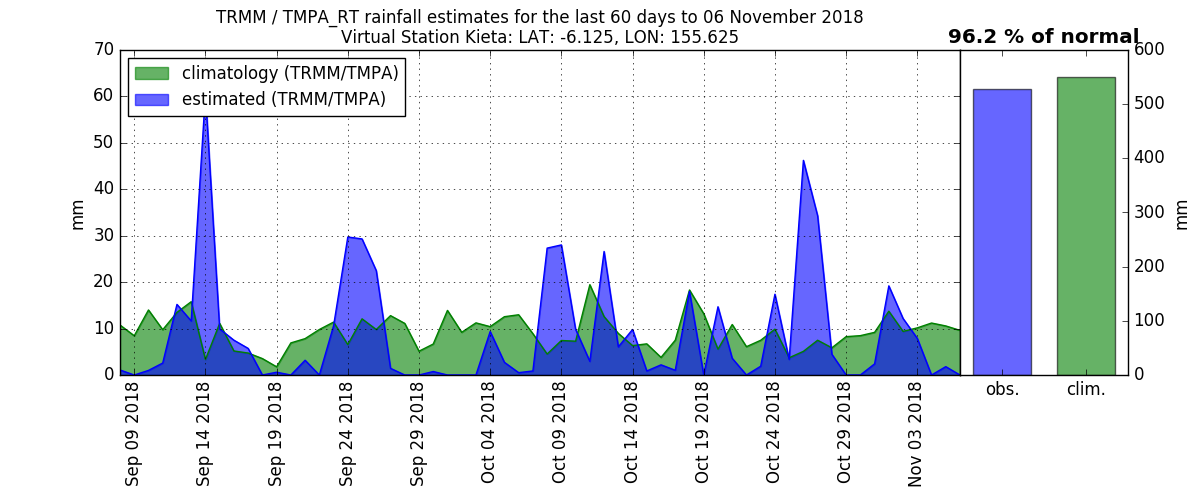 TRMM / TMPA_RT rainfall estimates for the last 60 days to 06 November 2018
Virtual Station Kieta: LAT: -6.125, LON: 155.625
96.2 % of normal
climatology (TRMM/TMPA)
estimated (TRMM/TMPA)
70
60
50
40
30
20
10
0
mm
Sep 09 2018
Sep 14 2018
Sep 19 2018
Sep 24 2018
Sep 29 2018
Oct 04 2018
Oct 09 2018
Oct 14 2018
Oct 19 2018
Oct 24 2018
Oct 29 2018
Nov 03 2018
600
500
400
300
200
100
0
mm
obs.
clim.